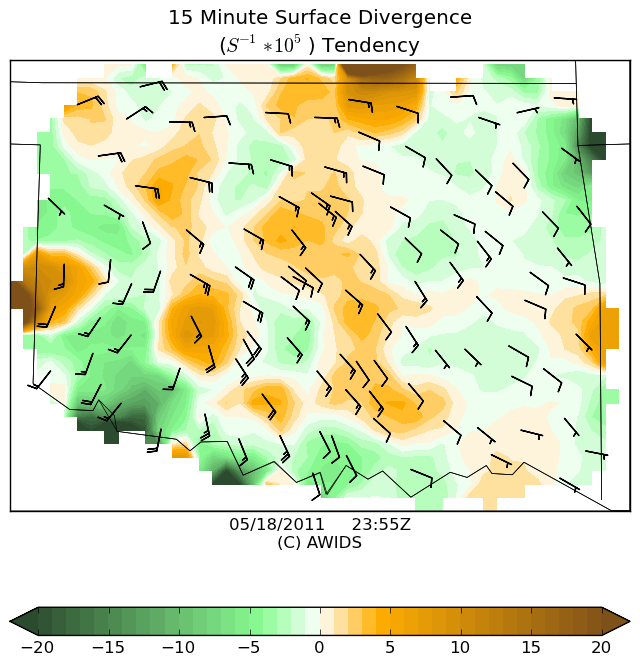 15 Minute Surface Divergence
(S⁻¹ ∗ 10⁵ ) Tendency
05/18/2011 23:55Z
(C) AWIDS
−20 −15 −10 −5 0 5 10 15 20